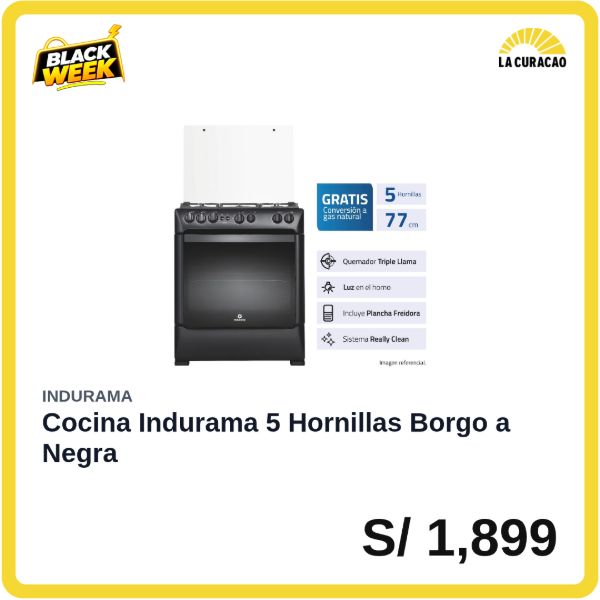 BLACK
WEEK
LA CURACAO
GRATIS
Conversión a
gas natural
5 Hornillas
77 cm
Quemador Triple Llama
Luz en el horno
Incluye Plancha Freidora
Sistema Really Clean
Imagen referencial.
INDURAMA
Cocina Indurama 5 Hornillas Borgo a
Negra
S/ 1,899